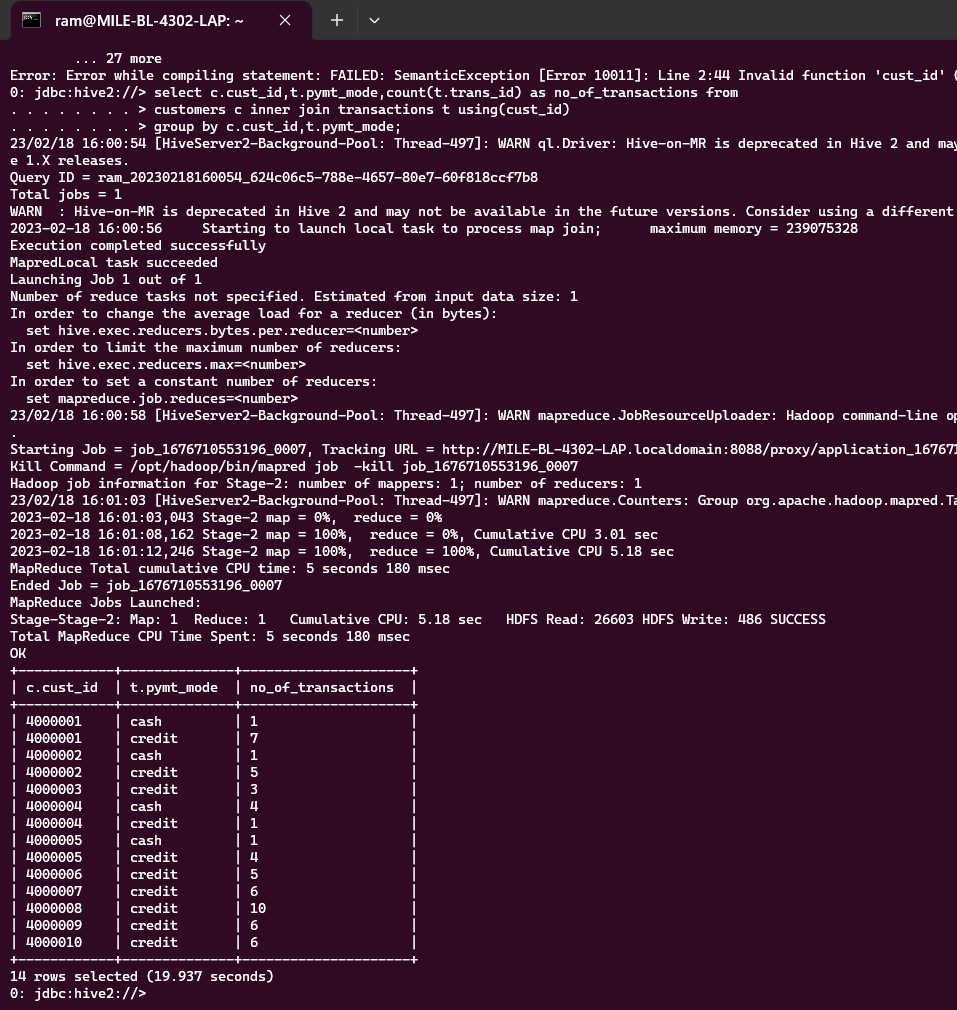 ram@MILE-BL-4302-LAP: ~
... 27 more
Error: Error while compiling statement: FAILED: SemanticException [Error 10011]: Line 2:44 Invalid function 'cust_id' (
0: jdbc:hive2://> select c.cust_id,t.pymt_mode,count(t.trans_id) as no_of_transactions from
. . . . . . . . > customers c inner join transactions t using(cust_id)
. . . . . . . . > group by c.cust_id,t.pymt_mode;
23/02/18 16:00:54 [HiveServer2-Background-Pool: Thread-497]: WARN ql.Driver: Hive-on-MR is deprecated in Hive 2 and may
e 1.X releases.
Query ID = ram_20230218160054_624c06c5-788e-4657-80e7-60f818ccf7b8
Total jobs = 1
WARN  : Hive-on-MR is deprecated in Hive 2 and may not be available in the future versions. Consider using a different
2023-02-18 16:00:56     Starting to launch local task to process map join;      maximum memory = 239075328
Execution completed successfully
MapredLocal task succeeded
Launching Job 1 out of 1
Number of reduce tasks not specified. Estimated from input data size: 1
In order to change the average load for a reducer (in bytes):
  set hive.exec.reducers.bytes.per.reducer=<number>
In order to limit the maximum number of reducers:
  set hive.exec.reducers.max=<number>
In order to set a constant number of reducers:
  set mapreduce.job.reduces=<number>
23/02/18 16:00:58 [HiveServer2-Background-Pool: Thread-497]: WARN mapreduce.JobResourceUploader: Hadoop command-line op
.
Starting Job = job_1676710553196_0007, Tracking URL = http://MILE-BL-4302-LAP.localdomain:8088/proxy/application_16767
Kill Command = /opt/hadoop/bin/mapred job  -kill job_1676710553196_0007
Hadoop job information for Stage-2: number of mappers: 1; number of reducers: 1
23/02/18 16:01:03 [HiveServer2-Background-Pool: Thread-497]: WARN mapreduce.Counters: Group org.apache.hadoop.mapred.Ta
2023-02-18 16:01:03,043 Stage-2 map = 0%,  reduce = 0%
2023-02-18 16:01:08,162 Stage-2 map = 100%,  reduce = 0%, Cumulative CPU 3.01 sec
2023-02-18 16:01:12,246 Stage-2 map = 100%,  reduce = 100%, Cumulative CPU 5.18 sec
MapReduce Total cumulative CPU time: 5 seconds 180 msec
Ended Job = job_1676710553196_0007
MapReduce Jobs Launched:
Stage-Stage-2: Map: 1  Reduce: 1   Cumulative CPU: 5.18 sec   HDFS Read: 26603 HDFS Write: 486 SUCCESS
Total MapReduce CPU Time Spent: 5 seconds 180 msec
OK
+------------+--------------+---------------------+
| c.cust_id  | t.pymt_mode  | no_of_transactions  |
+------------+--------------+---------------------+
| 4000001    | cash         | 1                   |
| 4000001    | credit       | 7                   |
| 4000002    | cash         | 1                   |
| 4000002    | credit       | 5                   |
| 4000003    | credit       | 3                   |
| 4000004    | cash         | 4                   |
| 4000004    | credit       | 1                   |
| 4000005    | cash         | 1                   |
| 4000005    | credit       | 4                   |
| 4000006    | credit       | 5                   |
| 4000007    | credit       | 6                   |
| 4000008    | credit       | 10                  |
| 4000009    | credit       | 6                   |
| 4000010    | credit       | 6                   |
+------------+--------------+---------------------+
14 rows selected (19.937 seconds)
0: jdbc:hive2://>